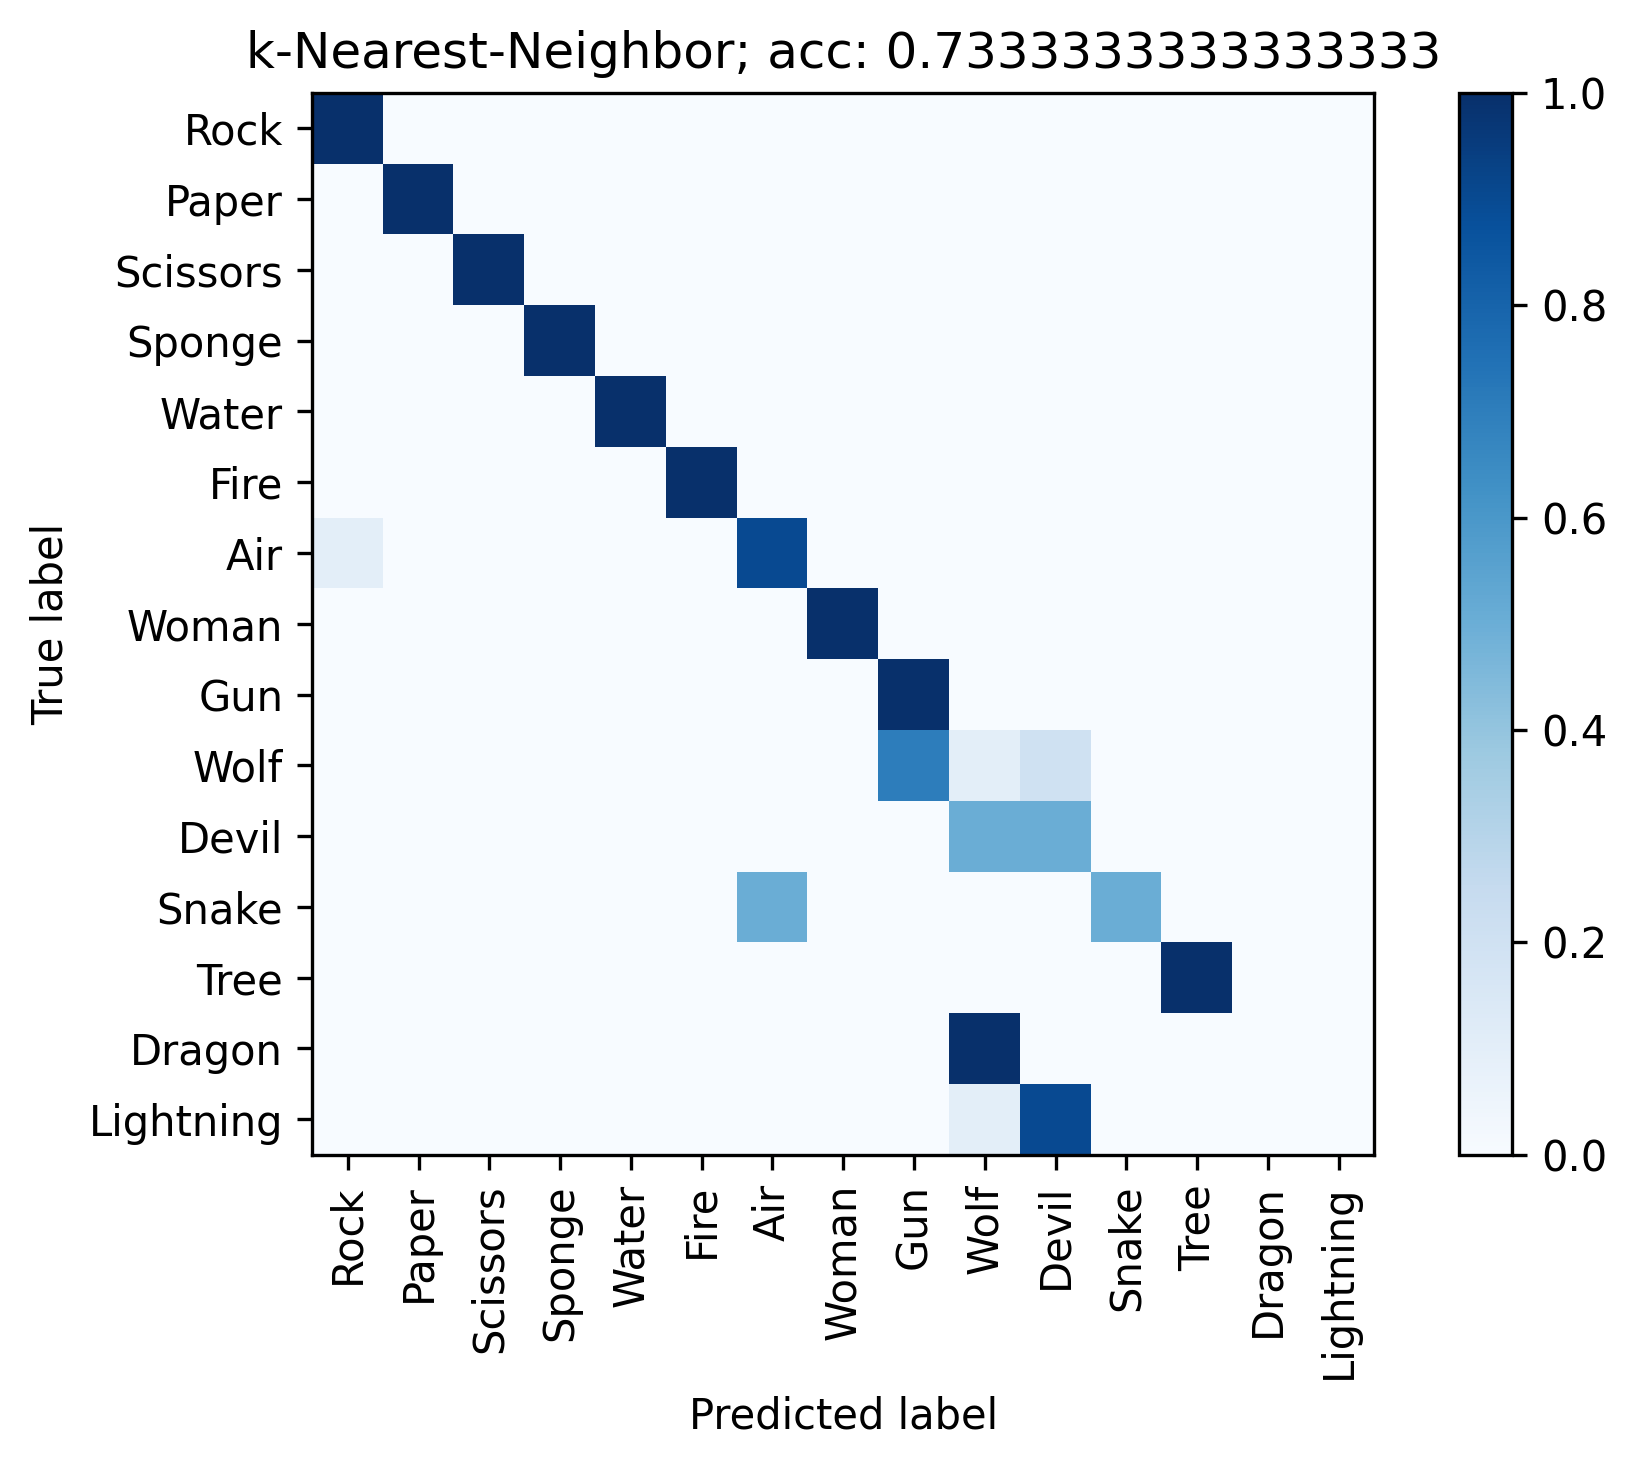 k-Nearest-Neighbor; acc: 0.7333333333333333
True label
Rock
Paper
Scissors
Sponge
Water
Fire
Air
Woman
Gun
Wolf
Devil
Snake
Tree
Dragon
Lightning
Rock
Paper
Scissors
Sponge
Water
Fire
Air
Woman
Gun
Wolf
Devil
Snake
Tree
Dragon
Lightning
Predicted label
1.0
0.8
0.6
0.4
0.2
0.0